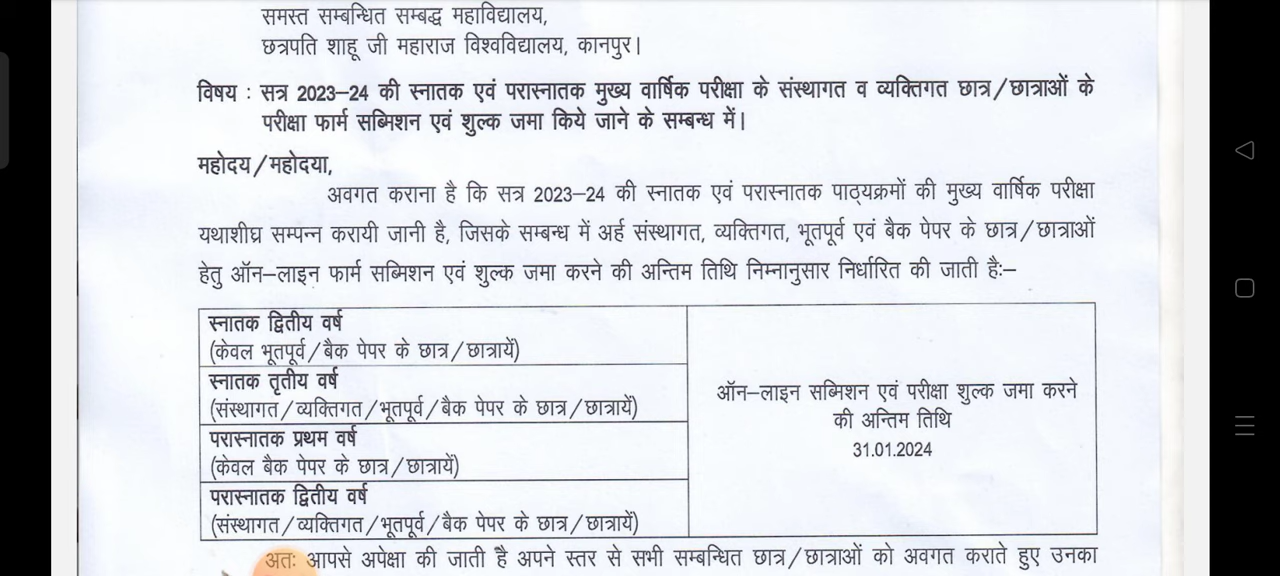 समस्त सम्बन्धित सम्बद्ध महाविद्यालय,
छत्रपति शाहू जी महाराज विश्वविद्यालय, कानपुर।
विषय : सत्र 2023–24 की स्नातक एवं परास्नातक मुख्य वार्षिक परीक्षा के संस्थागत व व्यक्तिगत छात्र/छात्राओं के
परीक्षा फार्म सब्मिशन एवं शुल्क जमा किये जाने के सम्बन्ध में।
महोदय/महोदया,
अवगत कराना है कि सत्र 2023–24 की स्नातक एवं परास्नातक पाठ्यक्रमों की मुख्य वार्षिक परीक्षा
यथाशीघ्र सम्पन्न करायी जानी है, जिसके सम्बन्ध में अर्ह संस्थागत, व्यक्तिगत, भूतपूर्व एवं बैक पेपर के छात्र/छात्राओं
हेतु ऑन–लाइन फार्म सब्मिशन एवं शुल्क जमा करने की अन्तिम तिथि निम्नानुसार निर्धारित की जाती हैः–
स्नातक द्वितीय वर्ष
(केवल भूतपूर्व/बैक पेपर के छात्र/छात्रायें)
स्नातक तृतीय वर्ष
(संस्थागत/व्यक्तिगत/भूतपूर्व/बैक पेपर के छात्र/छात्रायें)
परास्नातक प्रथम वर्ष
(केवल बैक पेपर के छात्र/छात्रायें)
परास्नातक द्वितीय वर्ष
(संस्थागत/व्यक्तिगत/भूतपूर्व/बैक पेपर के छात्र/छात्रायें)
ऑन–लाइन सब्मिशन एवं परीक्षा शुल्क जमा करने
की अन्तिम तिथि
31.01.2024
अतः आपसे अपेक्षा की जाती है अपने स्तर से सभी सम्बन्धित छात्र/छात्राओं को अवगत कराते हुए उनका